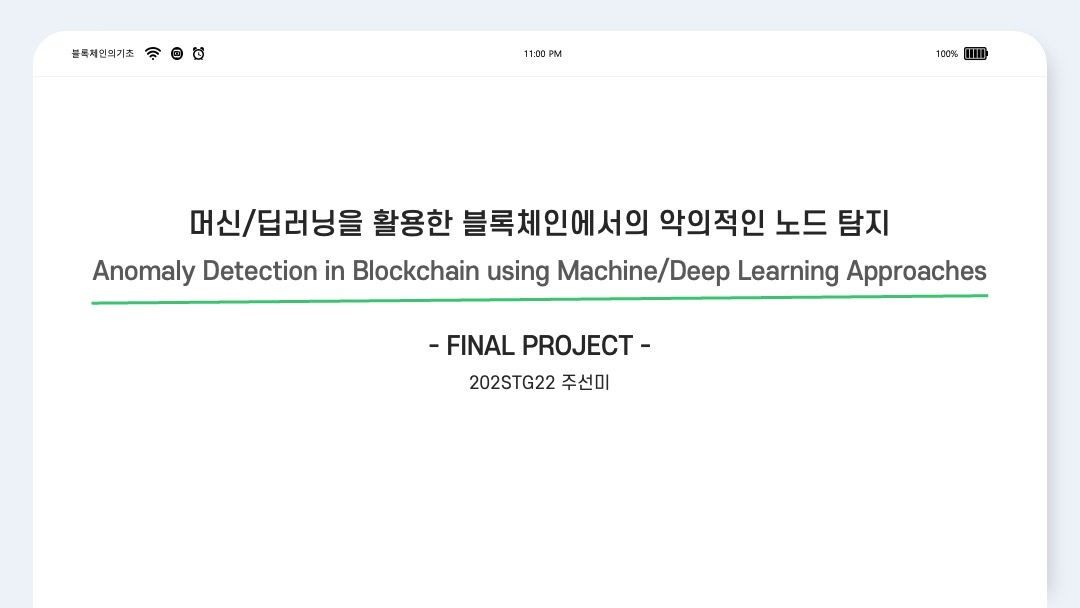 블록체인의기초
11:00 PM
100%
머신/딥러닝을 활용한 블록체인에서의 악의적인 노드 탐지
Anomaly Detection in Blockchain using Machine/Deep Learning Approaches
- FINAL PROJECT -
202STG22 주선미